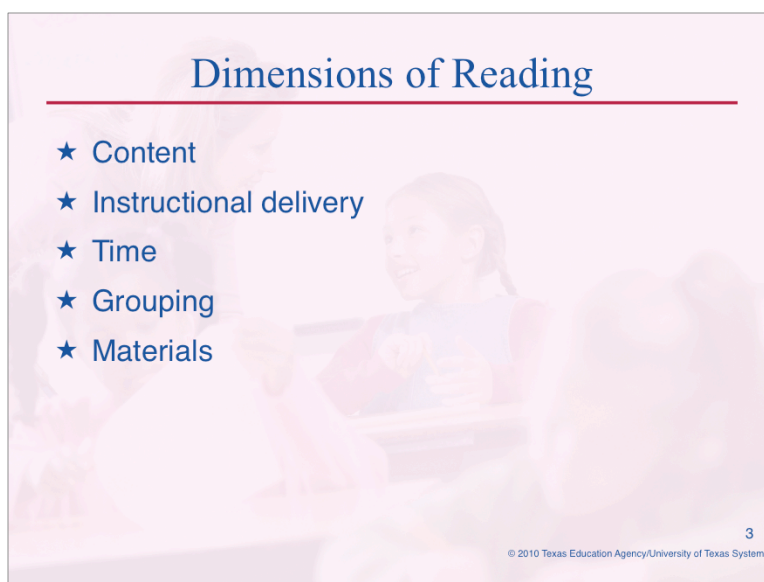 Dimensions of Reading
★ Content
★ Instructional delivery
★ Time
★ Grouping
★ Materials
3
© 2010 Texas Education Agency/University of Texas System